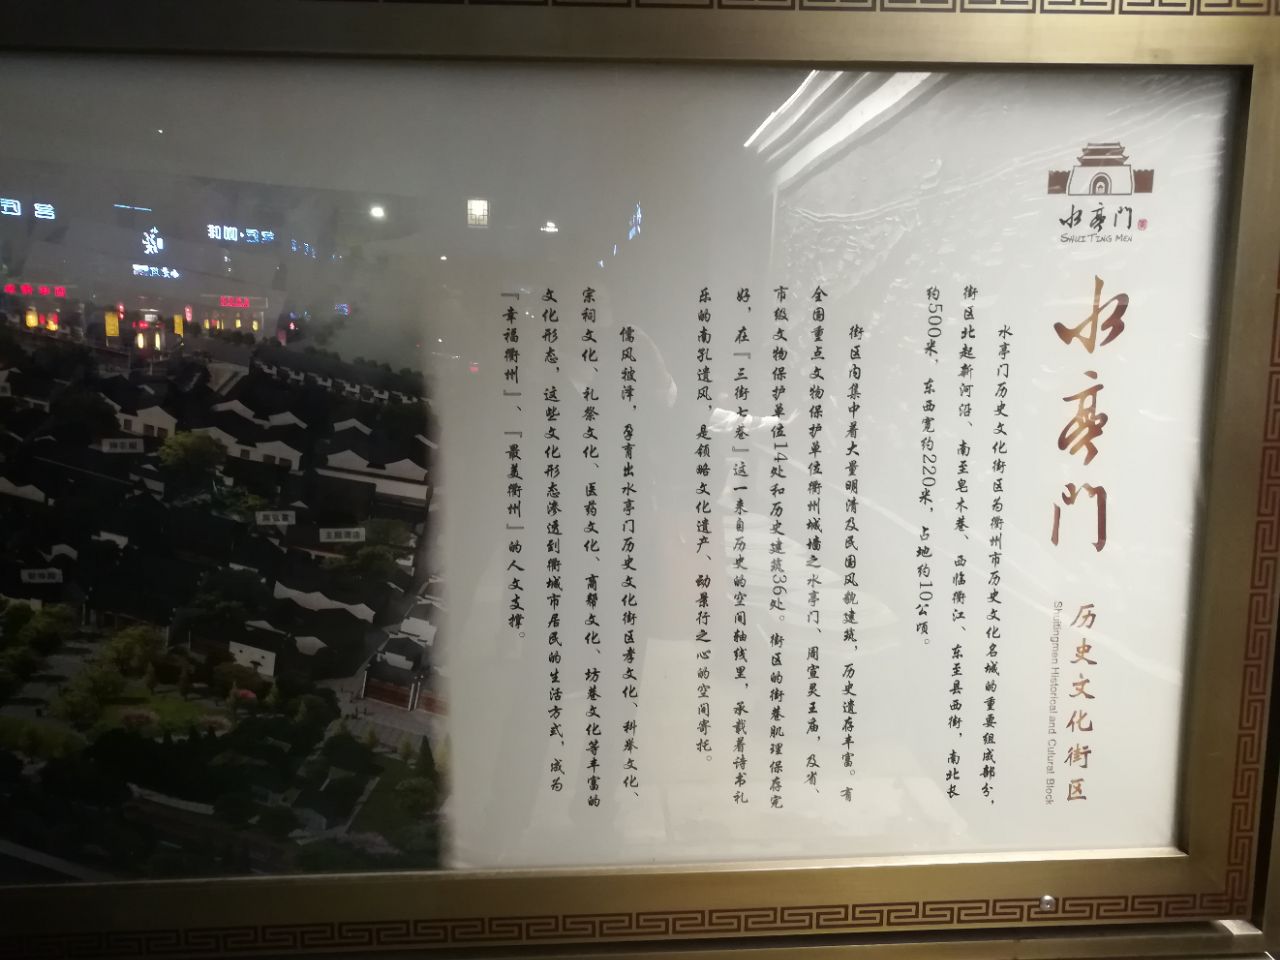 水亭门
SHUI TING MEN
水亭门
历史文化街区
Shuitingmen Historical and Cutural Block
水亭门历史文化街区为衢州市历史文化名城的重要组成部分，
街区北起新河沿、南至皂木巷、西临衢江、东至县西街，南北长
约500米，东西宽约220米，占地约10公顷。
街区内集中着大量明清及民国风貌建筑，历史遗存丰富。有
全国重点文物保护单位衢州城墙之水亭门、周宣灵王庙，及省、
市级文物保护单位14处和历史建筑36处。街区的街巷肌理保存完
好，在『三街七巷』这一来自历史的空间轴线里，承载着诗书礼
乐的南孔遗风，是领略文化遗产、动景行之心的空间寄托。
儒风被泽，孕育出水亭门历史文化街区孝文化、科举文化、
宗祠文化、礼祭文化、医药文化、商帮文化、坊巷文化等丰富的
文化形态，这些文化形态渗透到衢城市居民的生活方式，成为
『幸福衢州』、『最美衢州』的人文支撑。
主题酒店